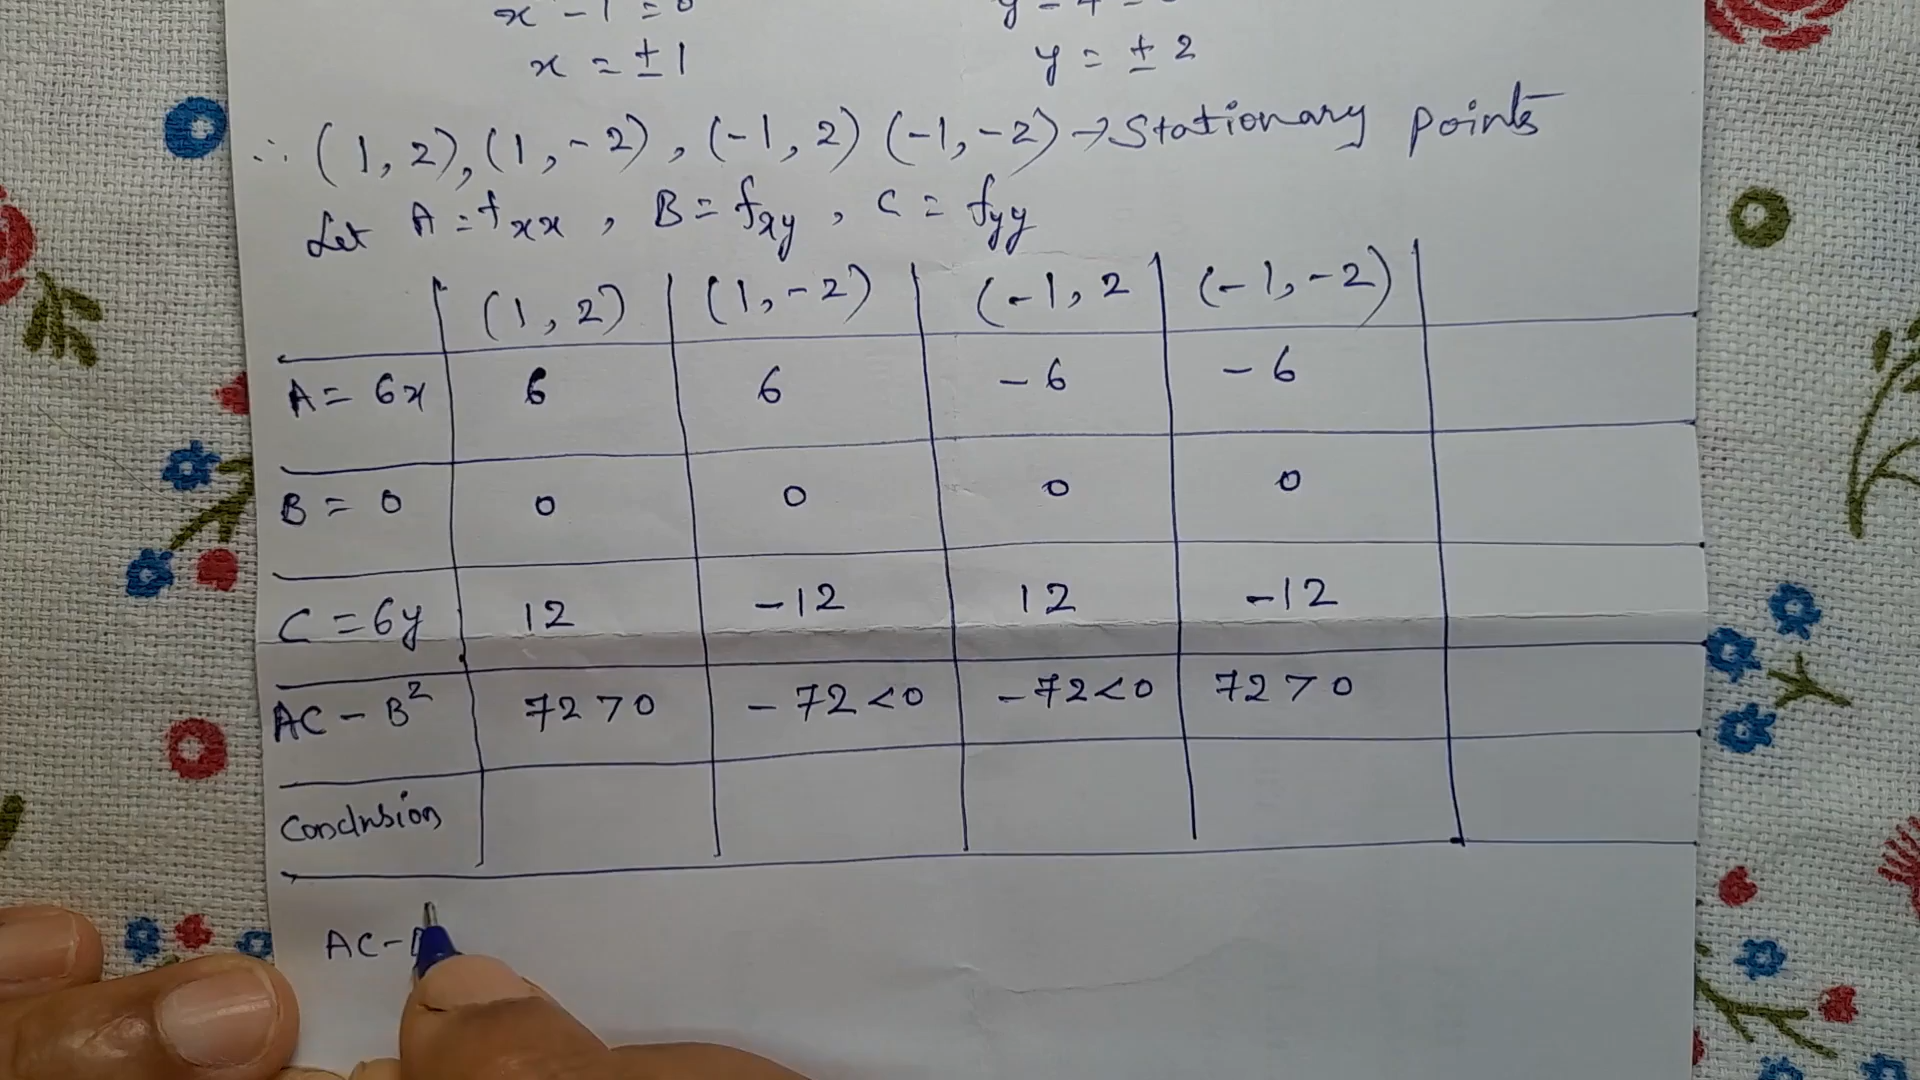 x = ±1 y = ± 2
∴ (1, 2), (1, -2), (-1, 2) (-1, -2) → Stationary points
Let A = fxx , B = fxy , C = fyy
(1, 2) (1, -2) (-1, 2 (-1, -2)
A = 6x 6 6 -6 -6
B = 0 0 0 0 0
C = 6y 12 -12 12 -12
AC - B² 72 > 0 -72 < 0 -72 < 0 72 > 0
Conclusion
AC -